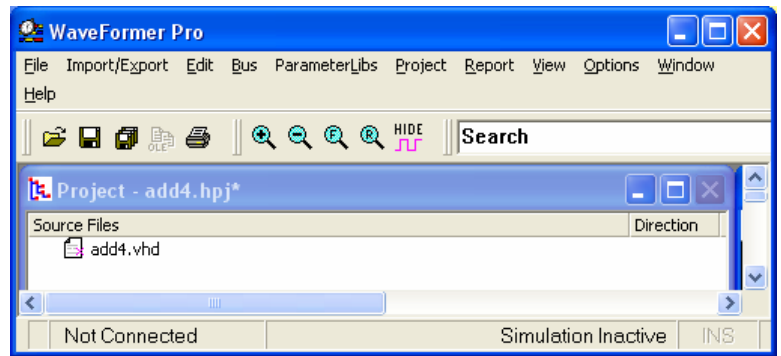 WaveFormer Pro
File Import/Export Edit Bus ParameterLibs Project Report View Options Window
Help
OLE F R HIDE Search
Project - add4.hpj*
Source Files Direction
add4.vhd
Not Connected Simulation Inactive INS